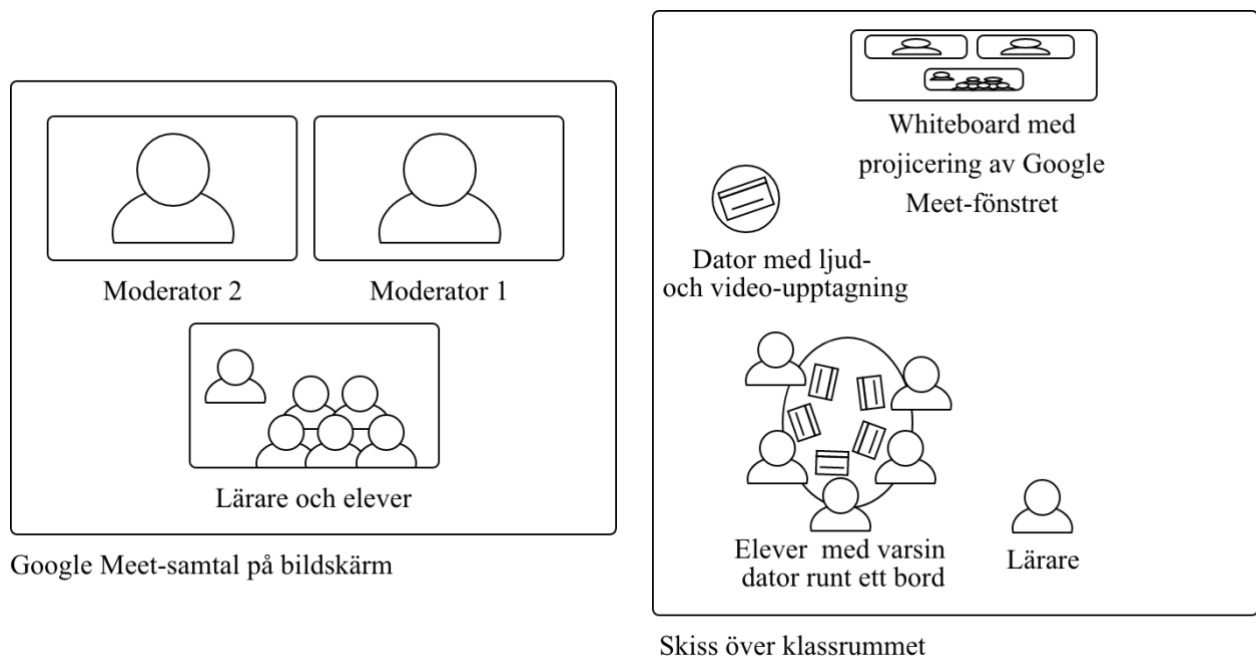 Moderator 2
Moderator 1
Lärare och elever
Google Meet-samtal på bildskärm
Whiteboard med
projicering av Google
Meet-fönstret
Dator med ljud-
och video-upptagning
Elever med varsin
dator runt ett bord
Lärare
Skiss över klassrummet